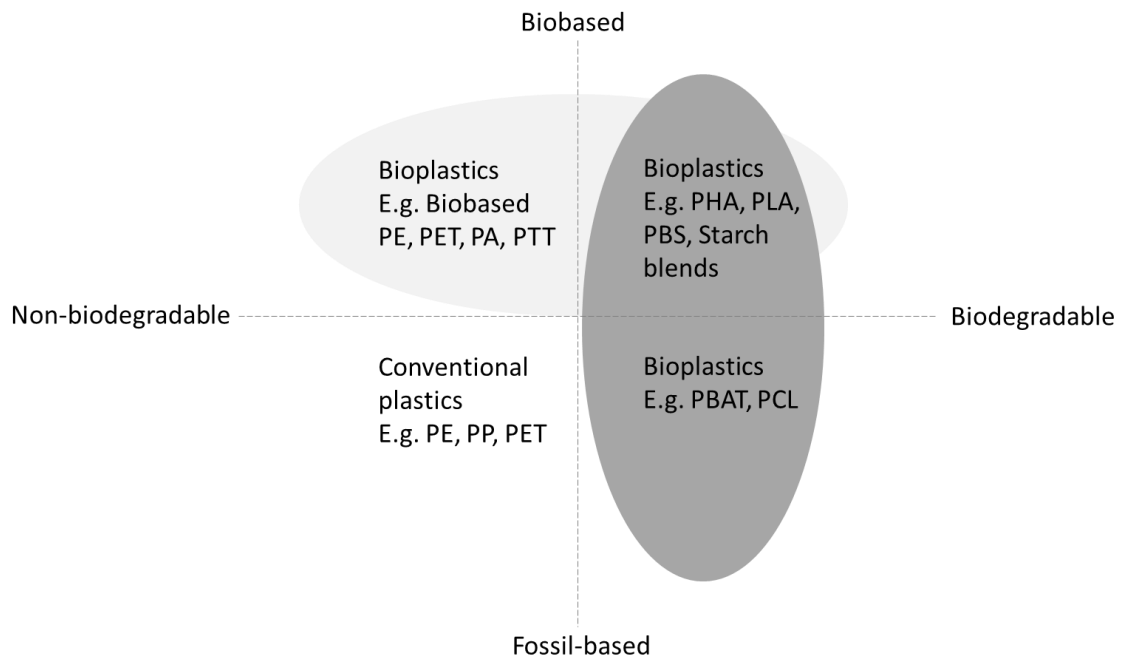 Biobased
Bioplastics
E.g. Biobased
PE, PET, PA, PTT
Bioplastics
E.g. PHA, PLA,
PBS, Starch
blends
Non-biodegradable
Biodegradable
Conventional
plastics
E.g. PE, PP, PET
Bioplastics
E.g. PBAT, PCL
Fossil-based